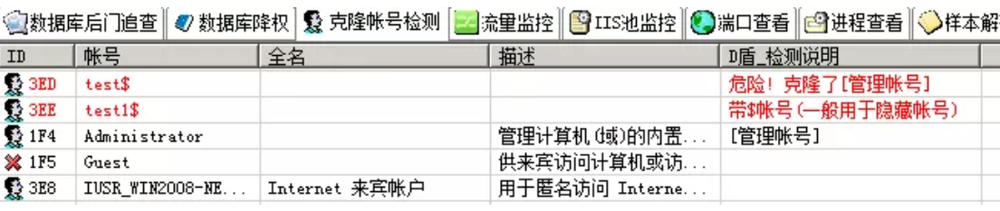 数据库后门追查 数据库降权 克隆帐号检测 流量监控 IIS池监控 端口查看 进程查看 样本解
ID 帐号 全名 描述 D盾_检测说明
3ED test$ 危险！克隆了[管理帐号]
3EE test1$ 带$帐号(一般用于隐藏帐号)
1F4 Administrator 管理计算机(域)的内置... [管理帐号]
1F5 Guest 供来宾访问计算机或访...
3E8 IUSR_WIN2008-NE... Internet 来宾帐户 用于匿名访问 Interne...